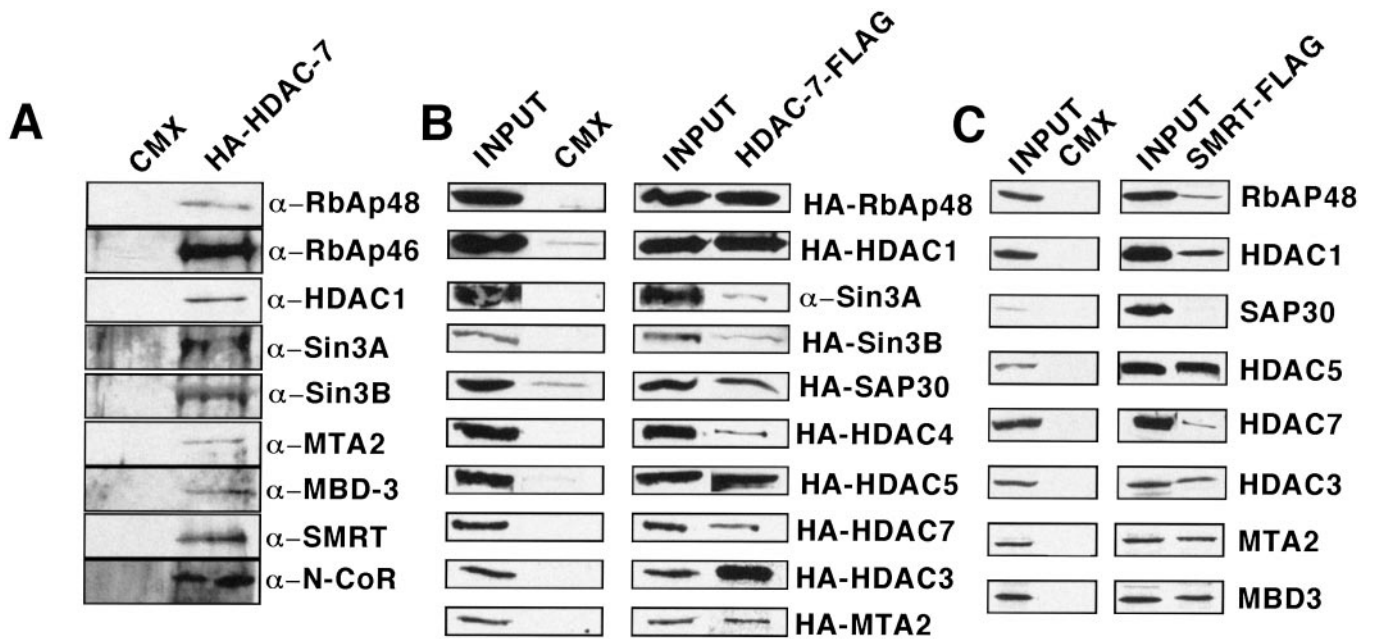 A
CMX
HA-HDAC-7
α–RbAp48
α–RbAp46
α–HDAC1
α–Sin3A
α–Sin3B
α–MTA2
α–MBD-3
α–SMRT
α–N-CoR
B
INPUT
CMX
INPUT
HDAC-7-FLAG
HA-RbAp48
HA-HDAC1
α–Sin3A
HA-Sin3B
HA-SAP30
HA-HDAC4
HA-HDAC5
HA-HDAC7
HA-HDAC3
HA-MTA2
C
INPUT
CMX
INPUT
SMRT-FLAG
RbAP48
HDAC1
SAP30
HDAC5
HDAC7
HDAC3
MTA2
MBD3